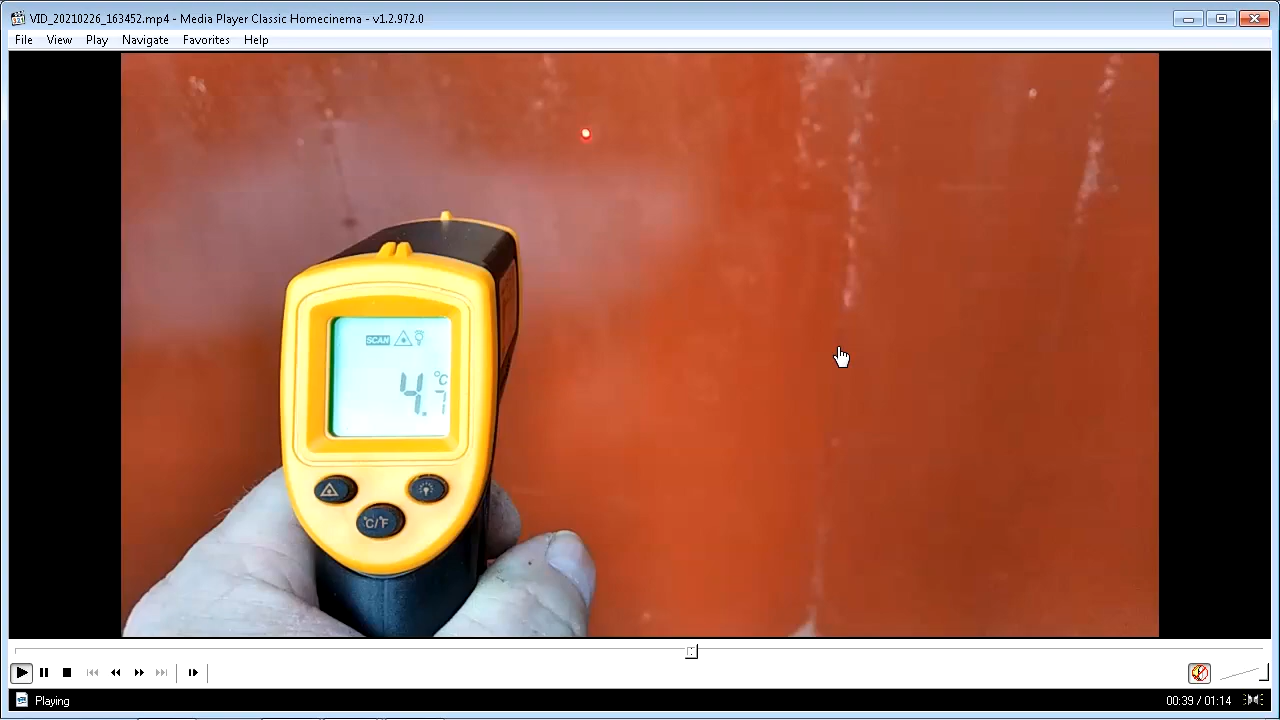 VID_20210226_163452.mp4 - Media Player Classic Homecinema - v1.2.972.0
File View Play Navigate Favorites Help
SCAN
°C
4.7
°C/°F
Playing
00:39 / 01:14